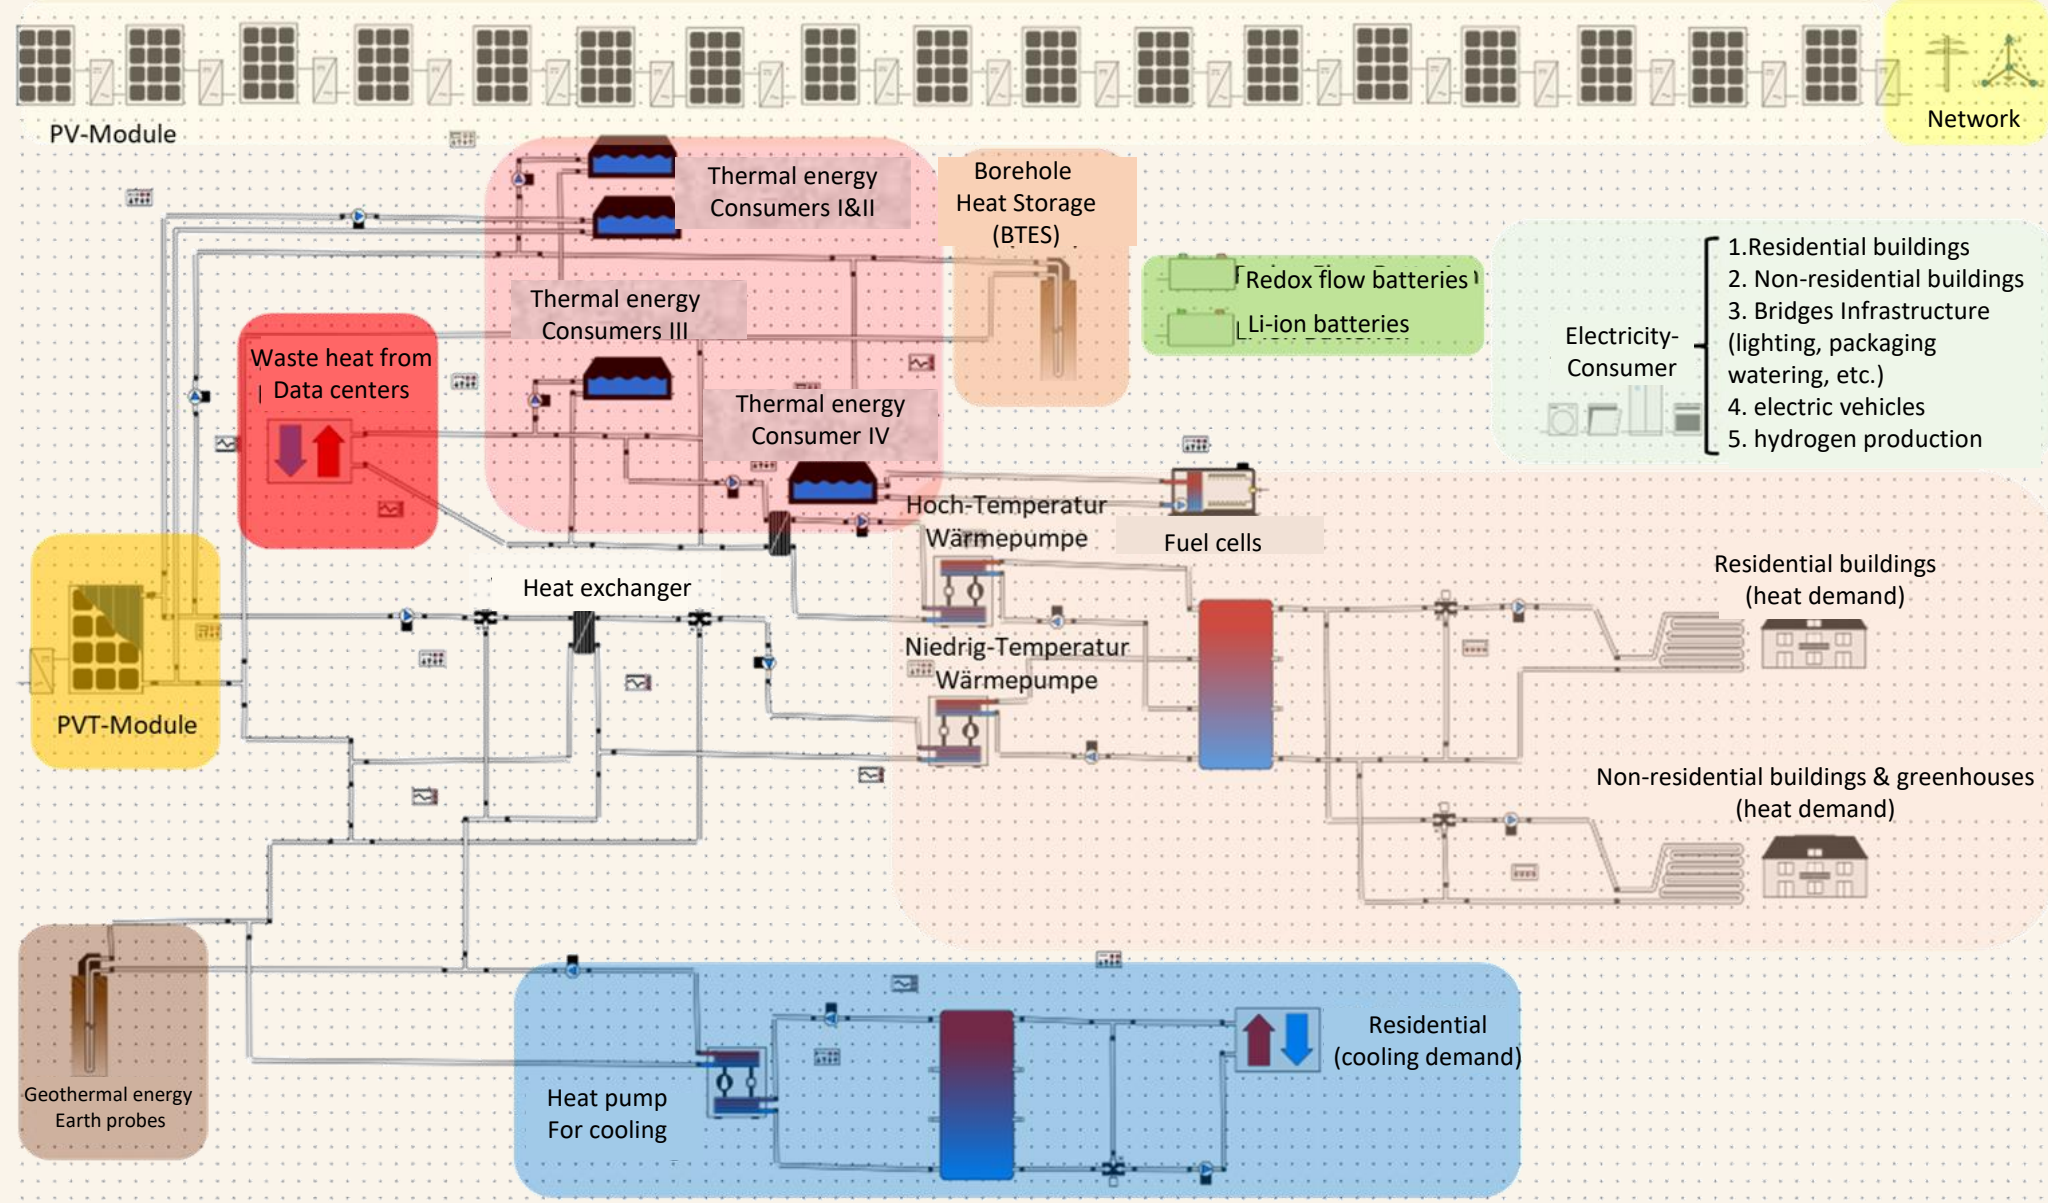 PV-Module
Network
Thermal energy
Consumers I&II
Borehole
Heat Storage
(BTES)
Redox flow batteries
Li-ion batteries
Electricity-
Consumer
1.Residential buildings
2. Non-residential buildings
3. Bridges Infrastructure
(lighting, packaging
watering, etc.)
4. electric vehicles
5. hydrogen production
Thermal energy
Consumers III
Waste heat from
Data centers
Thermal energy
Consumer IV
Hoch-Temperatur
Wärmepumpe
Fuel cells
Heat exchanger
Residential buildings
(heat demand)
Niedrig-Temperatur
Wärmepumpe
PVT-Module
Non-residential buildings & greenhouses
(heat demand)
Geothermal energy
Earth probes
Heat pump
For cooling
Residential
(cooling demand)